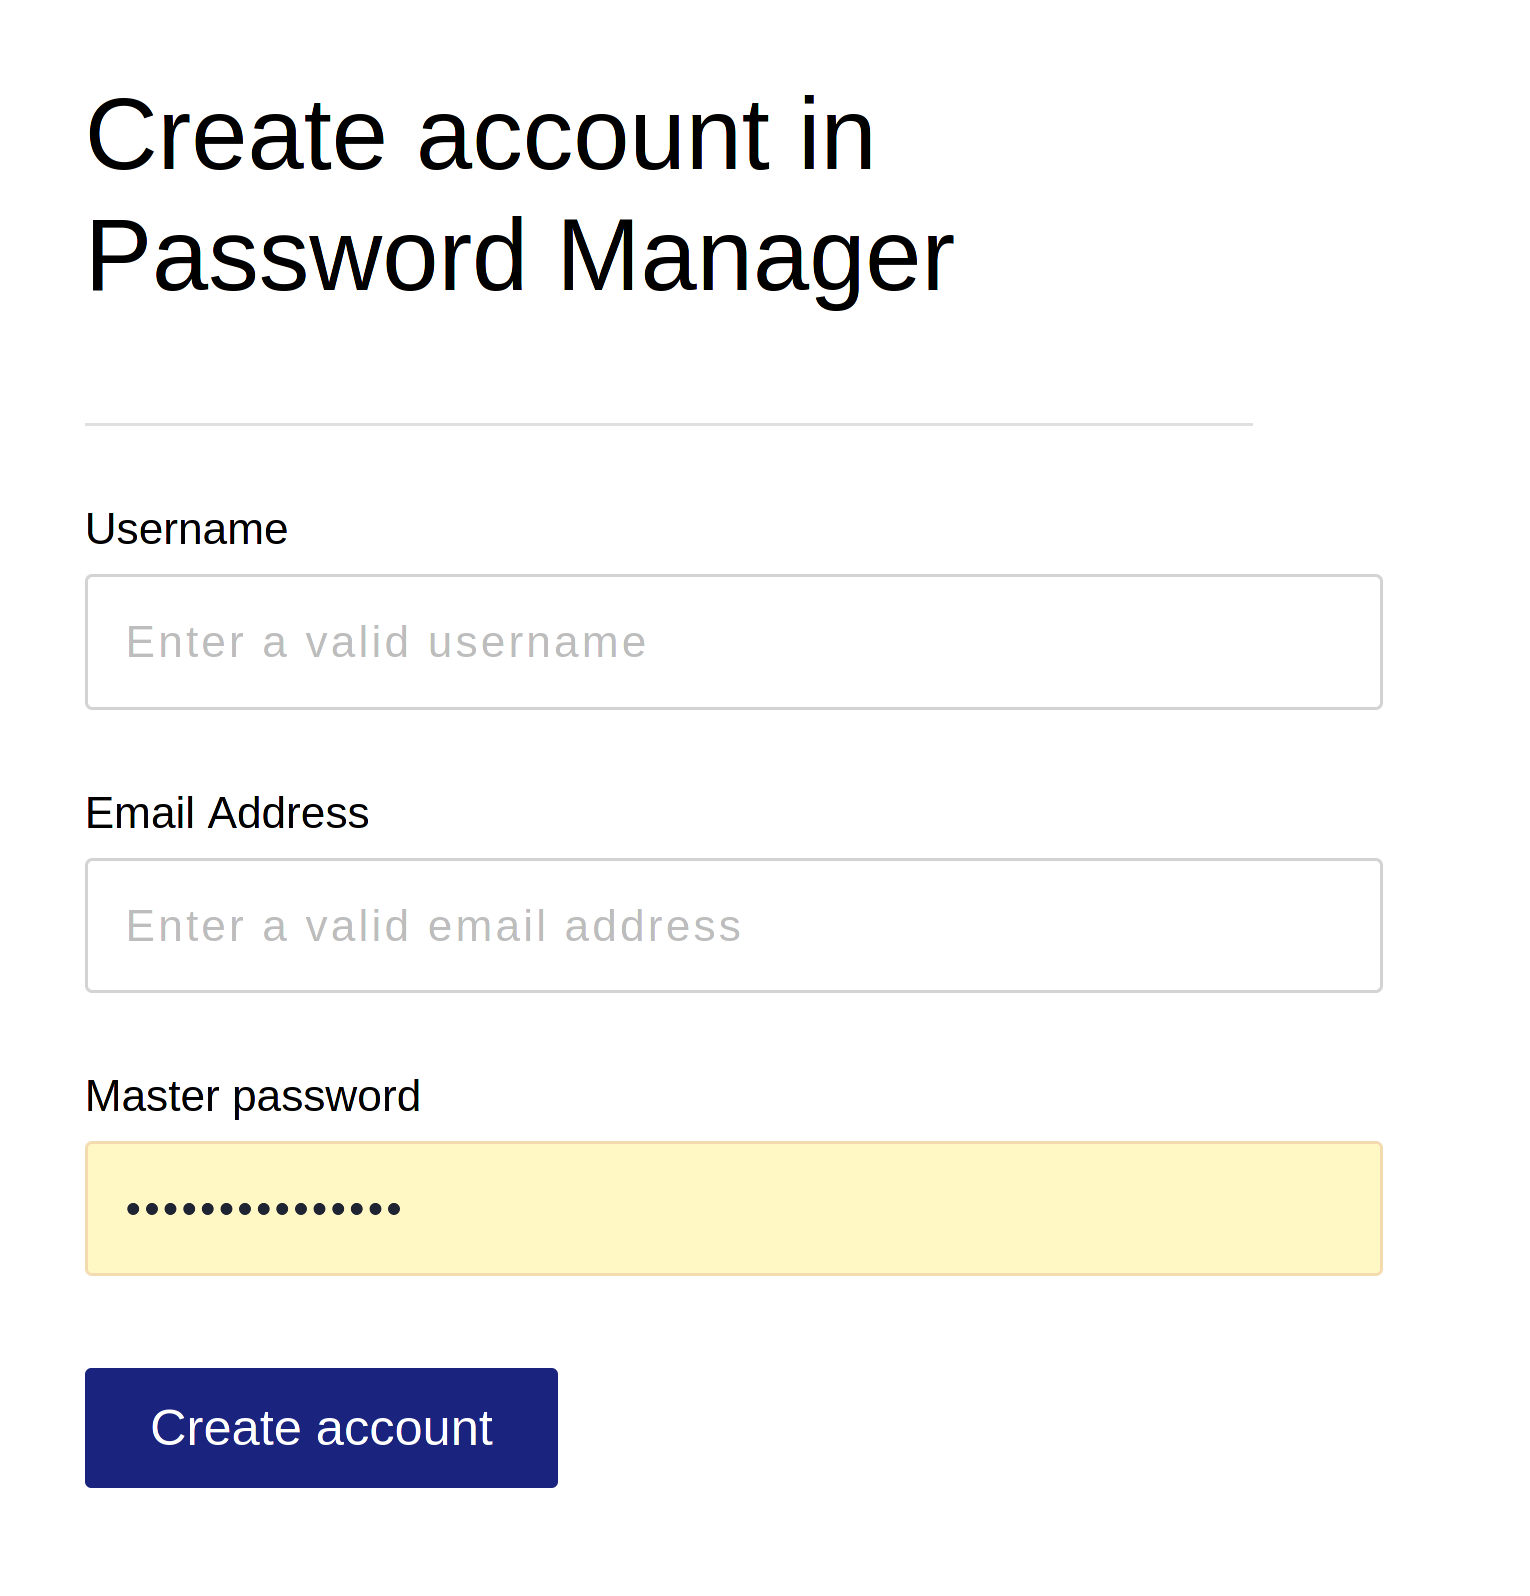 Create account in
Password Manager
Username
Enter a valid username
Email Address
Enter a valid email address
Master password
•••••••••••••••
Create account